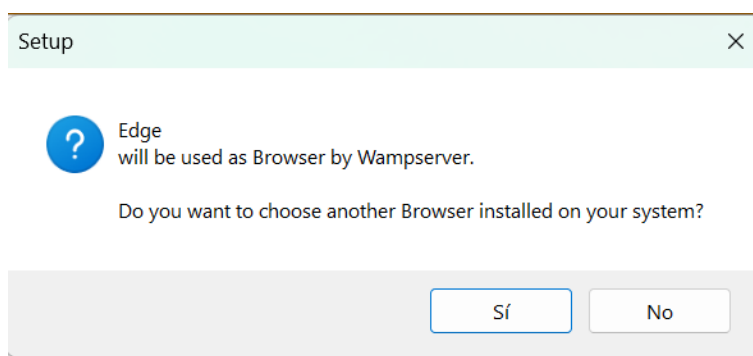 Setup
Edge
will be used as Browser by Wampserver.
Do you want to choose another Browser installed on your system?
Sí
No